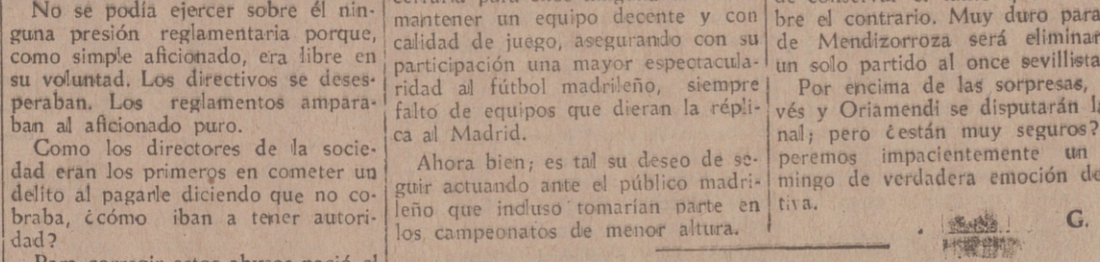 No se podía ejercer sobre él nin-
guna presión reglamentaria porque,
como simple aficionado, era libre en
su voluntad. Los directivos se deses-
peraban. Los reglamentos ampara-
ban al aficionado puro.
Como los directores de la socie-
dad eran los primeros en cometer un
delito al pagarle diciendo que no co-
braba, ¿cómo iban a tener autori-
dad?
mantener un equipo decente y con
calidad de juego, asegurando con su
participación una mayor espectacula-
ridad al fútbol madrileño, siempre
falto de equipos que dieran la répli-
ca al Madrid.
Ahora bien; es tal su deseo de se-
guir actuando ante el público madri-
leño que incluso tomarían parte en
los campeonatos de menor altura.
bre el contrario. Muy duro para
de Mendizorroza será eliminar
un solo partido al once sevillista
Por encima de las sorpresas,
vés y Oriamendi se disputarán l
nal; pero ¿están muy seguros?
peremos impacientemente un
mingo de verdadera emoción de
tiva.
G.